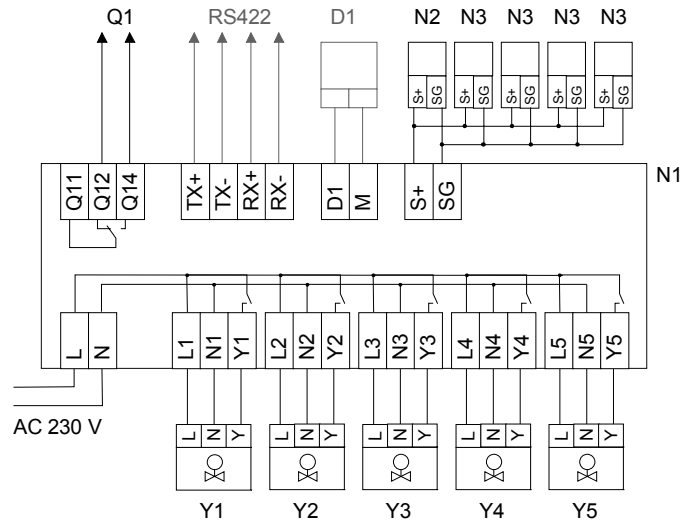 Q1 RS422 D1 N2 N3 N3 N3 N3
S+ SG S+ SG S+ SG S+ SG S+ SG
N1
Q11 Q12 Q14 TX+ TX- RX+ RX- D1 M S+ SG
L N L1 N1 Y1 L2 N2 Y2 L3 N3 Y3 L4 N4 Y4 L5 N5 Y5
AC 230 V
L N Y L N Y L N Y L N Y L N Y
Y1 Y2 Y3 Y4 Y5